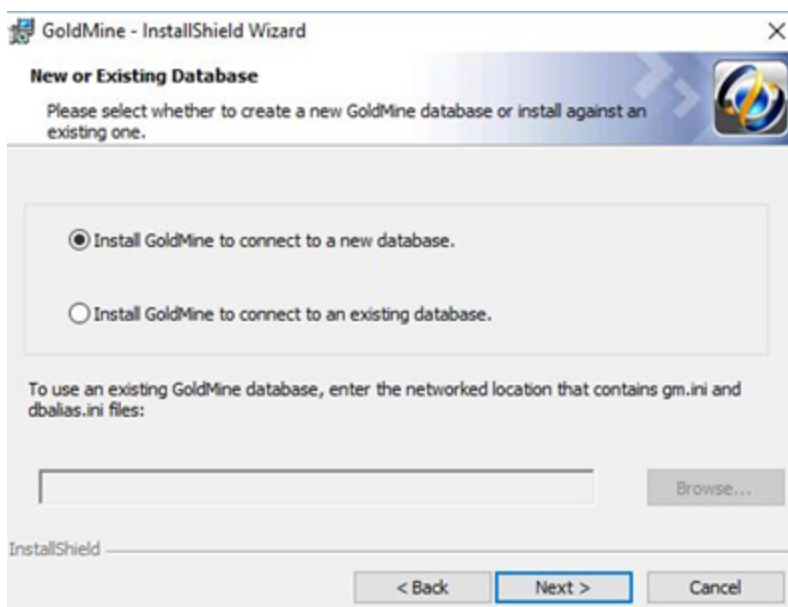 GoldMine - InstallShield Wizard
New or Existing Database
Please select whether to create a new GoldMine database or install against an
existing one.
Install GoldMine to connect to a new database.
Install GoldMine to connect to an existing database.
To use an existing GoldMine database, enter the networked location that contains gm.ini and
dbalias.ini files:
Browse...
InstallShield
< Back
Next >
Cancel